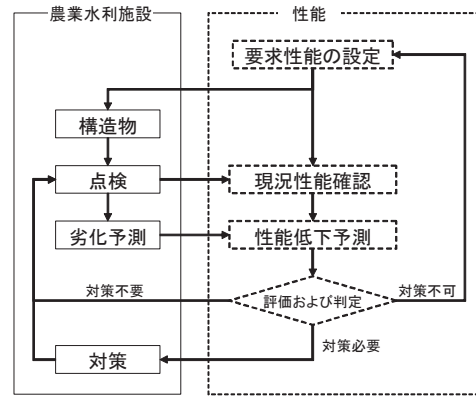 農業水利施設
性能
要求性能の設定
構造物
点検
現況性能確認
劣化予測
性能低下予測
対策不要
評価および判定
対策不可
対策必要
対策